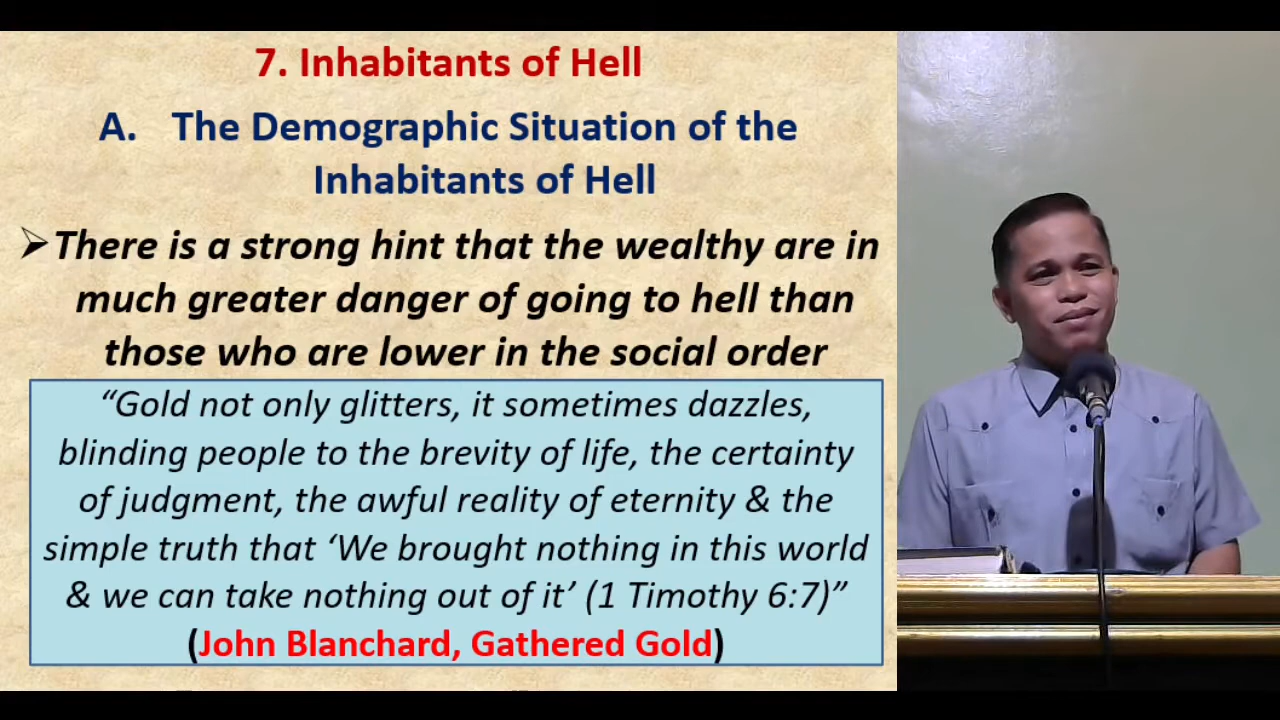 7. Inhabitants of Hell
A. The Demographic Situation of the
Inhabitants of Hell
➢There is a strong hint that the wealthy are in
much greater danger of going to hell than
those who are lower in the social order
“Gold not only glitters, it sometimes dazzles,
blinding people to the brevity of life, the certainty
of judgment, the awful reality of eternity & the
simple truth that ‘We brought nothing in this world
& we can take nothing out of it’ (1 Timothy 6:7)”
(John Blanchard, Gathered Gold)